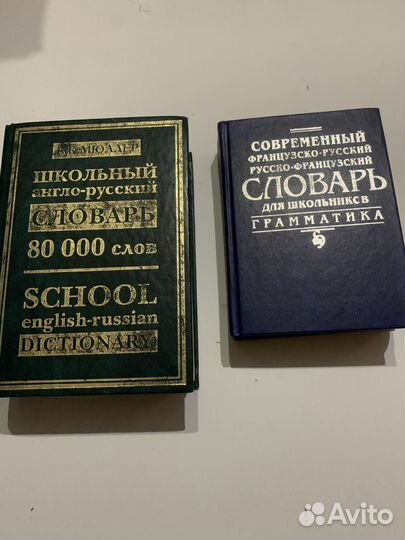 В.К. МЮЛЛЕР
ШКОЛЬНЫЙ
англо-русский
СЛОВАРЬ
80 000 слов
SCHOOL
english-russian
DICTIONARY
СОВРЕМЕННЫЙ
ФРАНЦУЗСКО-РУССКИЙ
РУССКО-ФРАНЦУЗСКИЙ
СЛОВАРЬ
ДЛЯ ШКОЛЬНИКОВ
ГРАММАТИКА
Avito